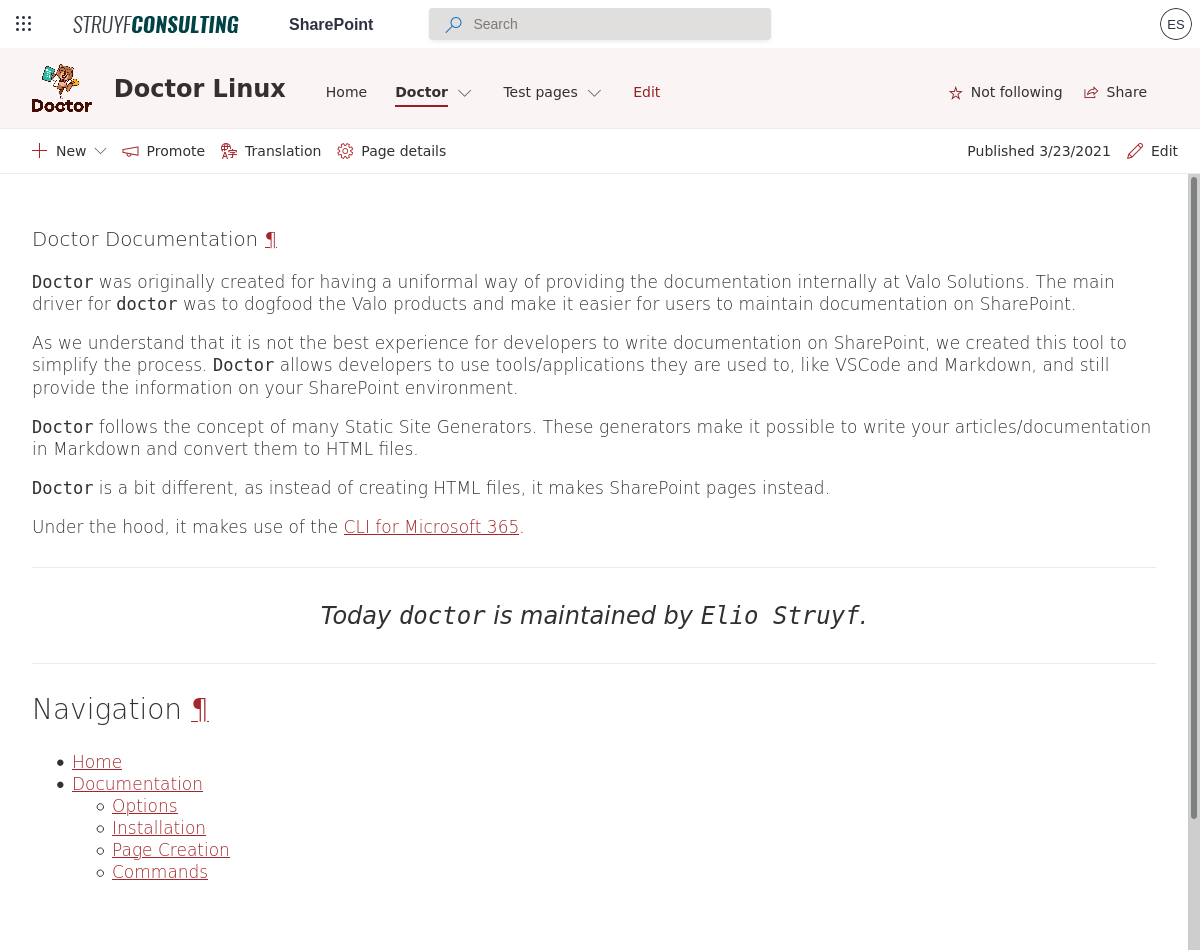 STRUYFCONSULTING SharePoint Search ES
Doctor Doctor Linux Home Doctor Test pages Edit Not following Share
New Promote Translation Page details Published 3/23/2021 Edit
Doctor Documentation ¶
Doctor was originally created for having a uniformal way of providing the documentation internally at Valo Solutions. The main
driver for doctor was to dogfood the Valo products and make it easier for users to maintain documentation on SharePoint.
As we understand that it is not the best experience for developers to write documentation on SharePoint, we created this tool to
simplify the process. Doctor allows developers to use tools/applications they are used to, like VSCode and Markdown, and still
provide the information on your SharePoint environment.
Doctor follows the concept of many Static Site Generators. These generators make it possible to write your articles/documentation
in Markdown and convert them to HTML files.
Doctor is a bit different, as instead of creating HTML files, it makes SharePoint pages instead.
Under the hood, it makes use of the CLI for Microsoft 365.
Today doctor is maintained by Elio Struyf.
Navigation ¶
Home
Documentation
Options
Installation
Page Creation
Commands